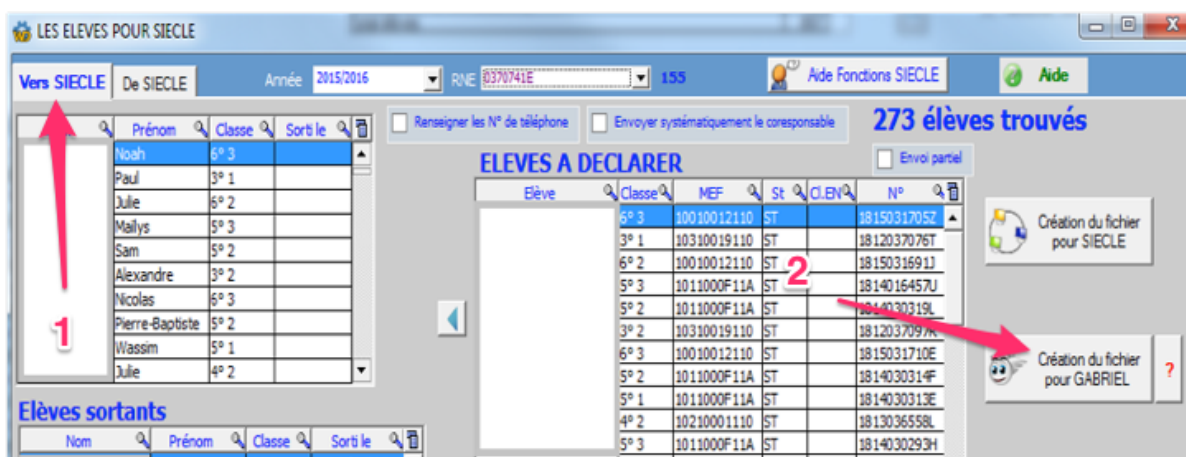 LES ELEVES POUR SIECLE
Vers SIECLE De SIECLE Année 2015/2016 RNE 0370741E 155 Aide Fonctions SIECLE Aide
Renseigner les N° de téléphone Envoyer systématiquement le coresponsable 273 élèves trouvés
Envoi partiel
Prénom Classe Sorti le
Noah 6° 3
Paul 3° 1
Julie 6° 2
Maïlys 5° 3
Sam 5° 2
Alexandre 3° 2
Nicolas 6° 3
Pierre-Baptiste 5° 2
Wassim 5° 1
Julie 4° 2
1
ELEVES A DECLARER
Elève Classe MEF St Cl.EN N°
6° 3 10010012110 ST 1815031705Z
3° 1 10310019110 ST 1812037076T
6° 2 10010012110 ST 1815031691J
5° 3 1011000F11A ST 1814016457U
5° 2 1011000F11A ST 1814030319L
3° 2 10310019110 ST 1812037097R
6° 3 10010012110 ST 1815031710E
5° 2 1011000F11A ST 1814030314F
5° 1 1011000F11A ST 1814030313E
4° 2 10210001110 ST 1813036558L
5° 3 1011000F11A ST 1814030293H
2
Création du fichier
pour SIECLE
Création du fichier
pour GABRIEL
?
Elèves sortants
Nom Prénom Classe Sorti le